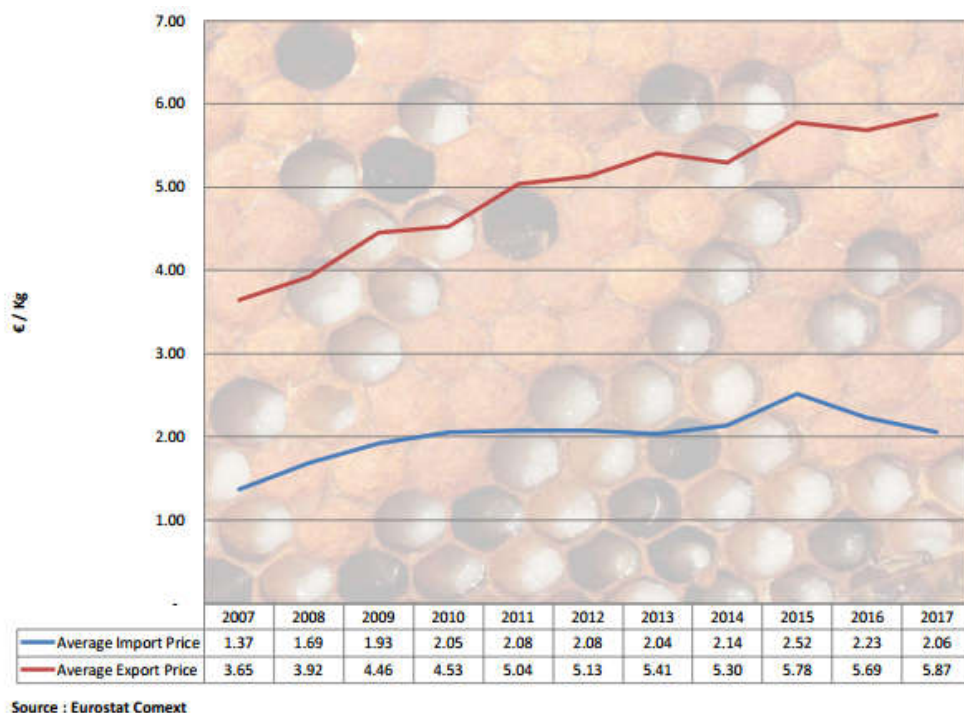 7.00
6.00
5.00
4.00
3.00
2.00
1.00
-
€ / Kg
2007 2008 2009 2010 2011 2012 2013 2014 2015 2016 2017
Average Import Price 1.37 1.69 1.93 2.05 2.08 2.08 2.04 2.14 2.52 2.23 2.06
Average Export Price 3.65 3.92 4.46 4.53 5.04 5.13 5.41 5.30 5.78 5.69 5.87
Source : Eurostat Comext